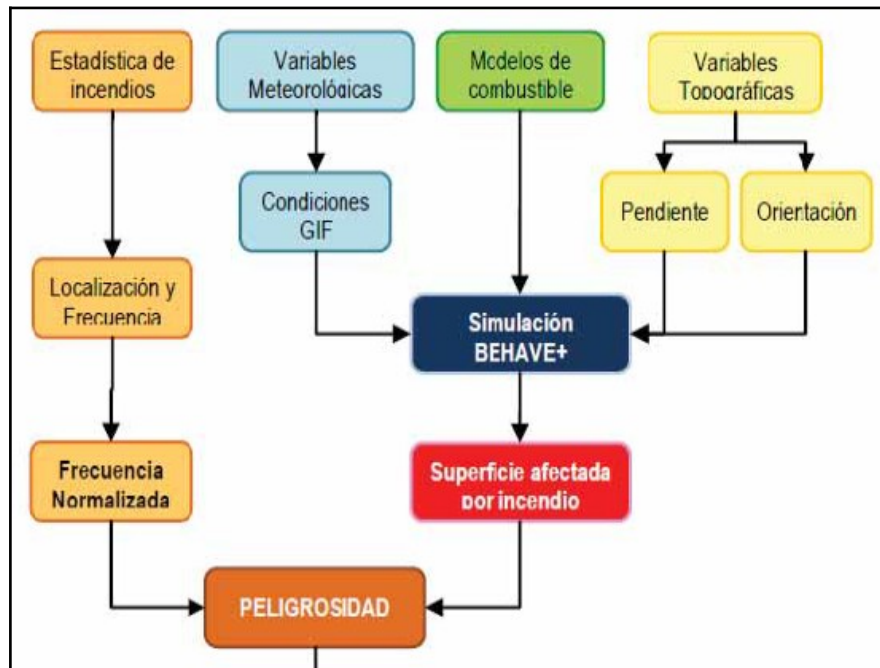 Estadística de
incendios
Variables
Meteorológicas
Modelos de
combustible
Variables
Topográficas
Condiciones
GIF
Pendiente
Orientación
Localización y
Frecuencia
Simulación
BEHAVE+
Frecuencia
Normalizada
Superficie afectada
por incendio
PELIGROSIDAD